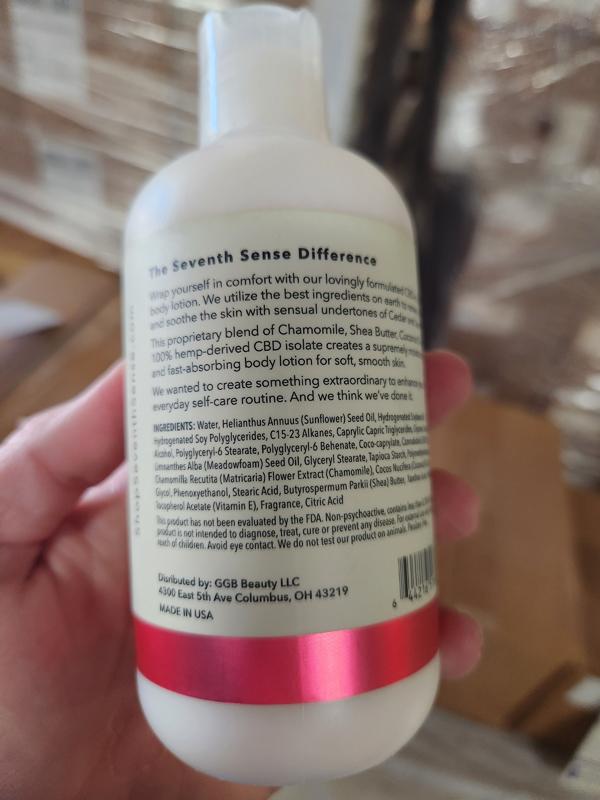 The Seventh Sense Difference
Wrap yourself in comfort with our lovingly formulated
body lotion. We utilize the best ingredients on earth to
and soothe the skin with sensual undertones of Cedar
This proprietary blend of Chamomile, Shea Butter,
100% hemp-derived CBD isolate creates a supremely
and fast-absorbing body lotion for soft, smooth skin.
We wanted to create something extraordinary to enhance
everyday self-care routine. And we think we've done it.
INGREDIENTS: Water, Helianthus Annuus (Sunflower) Seed Oil, Hydrogenated
Hydrogenated Soy Polyglycerides, C15-23 Alkanes, Caprylic Capric Triglycerides,
Alcohol, Polyglyceryl-6 Stearate, Polyglyceryl-6 Behenate, Coco-caprylate,
Limnanthes Alba (Meadowfoam) Seed Oil, Glyceryl Stearate, Tapioca Starch,
Chamomilla Recutita (Matricaria) Flower Extract (Chamomile), Cocos Nucifera
Glycol, Phenoxyethanol, Stearic Acid, Butyrospermum Parkii (Shea) Butter,
Tocopherol Acetate (Vitamin E), Fragrance, Citric Acid
This product has not been evaluated by the FDA. Non-psychoactive, contains less
product is not intended to diagnose, treat, cure or prevent any disease. For external use
reach of children. Avoid eye contact. We do not test our product on animals.
Disributed by: GGB Beauty LLC
4300 East 5th Ave Columbus, OH 43219
MADE IN USA
ShopSeventhSense.com